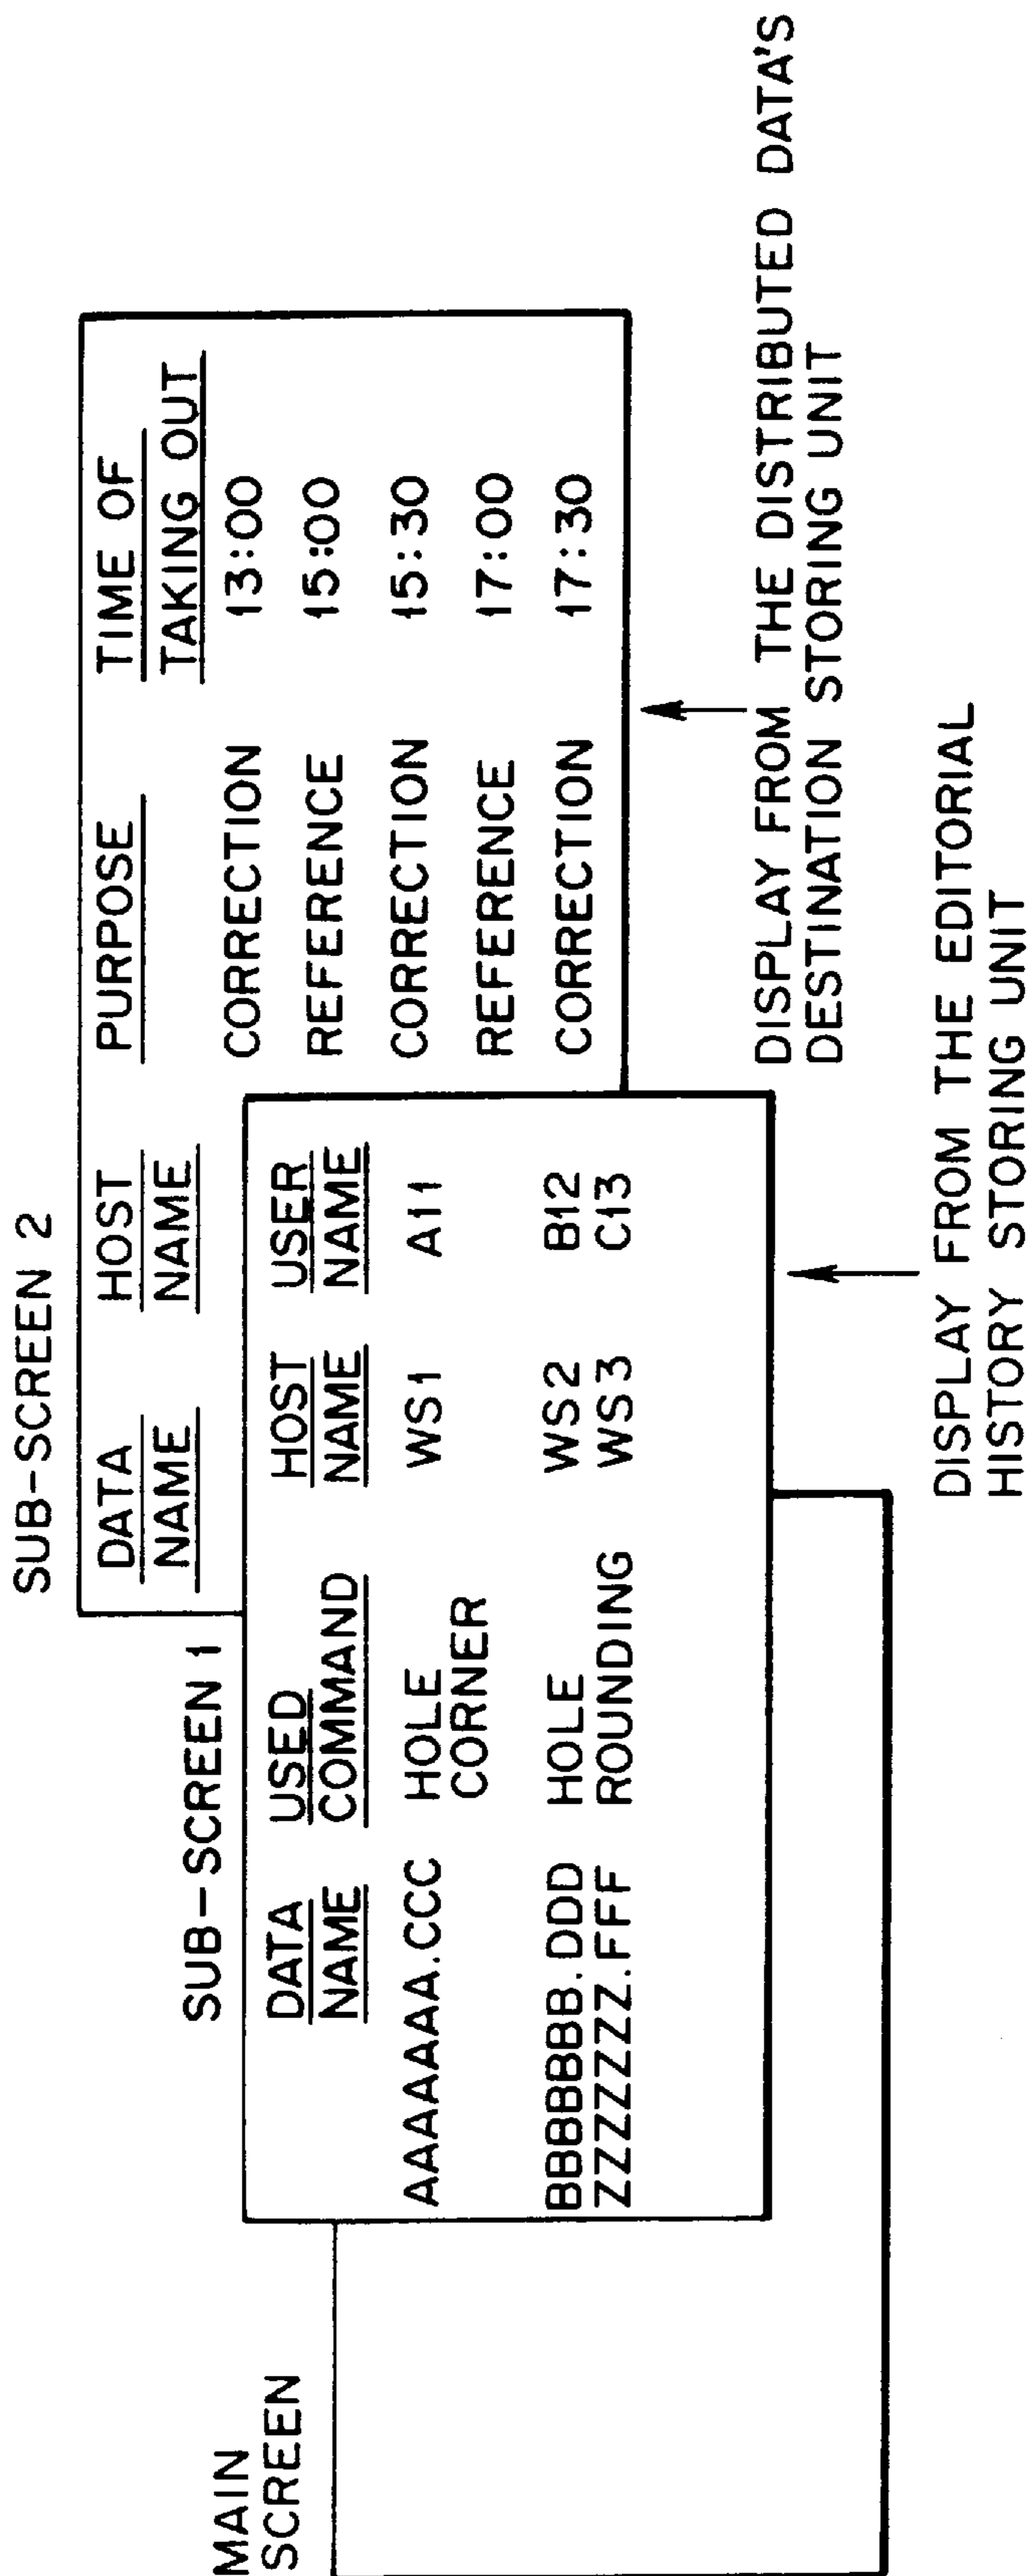 SUB-SCREEN 2
DATA NAME
HOST NAME
PURPOSE
TIME OF TAKING OUT
CORRECTION 13:00
REFERENCE 15:00
CORRECTION 15:30
REFERENCE 17:00
CORRECTION 17:30
SUB-SCREEN 1
DATA NAME
USED COMMAND
HOST NAME
USER NAME
AAAAAAA.CCC HOLE WS1 A11
CORNER
BBBBBBB.DDD HOLE WS2 B12
ZZZZZZZ.FFF ROUNDING WS3 C13
MAIN
SCREEN
DISPLAY FROM THE DISTRIBUTED DATA'S
DESTINATION STORING UNIT
DISPLAY FROM THE EDITORIAL
HISTORY STORING UNIT